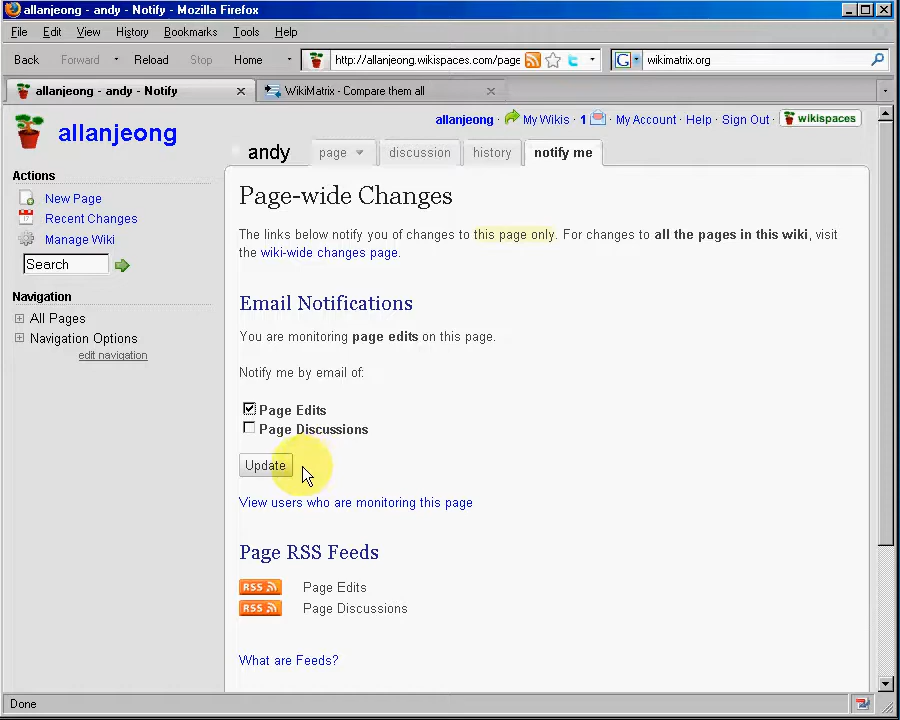 allanjeong - andy - Notify - Mozilla Firefox
File Edit View History Bookmarks Tools Help
Back Forward Reload Stop Home http://allanjeong.wikispaces.com/page G wikimatrix.org
allanjeong - andy - Notify WikiMatrix - Compare them all
allanjeong · My Wikis · 1 · My Account · Help · Sign Out · wikispaces
allanjeong
andy page discussion history notify me
Actions
New Page
Recent Changes
Manage Wiki
Search
Navigation
All Pages
Navigation Options
edit navigation
Page-wide Changes
The links below notify you of changes to this page only. For changes to all the pages in this wiki, visit
the wiki-wide changes page.
Email Notifications
You are monitoring page edits on this page.
Notify me by email of:
Page Edits
Page Discussions
Update
View users who are monitoring this page
Page RSS Feeds
RSS Page Edits
RSS Page Discussions
What are Feeds?
Done